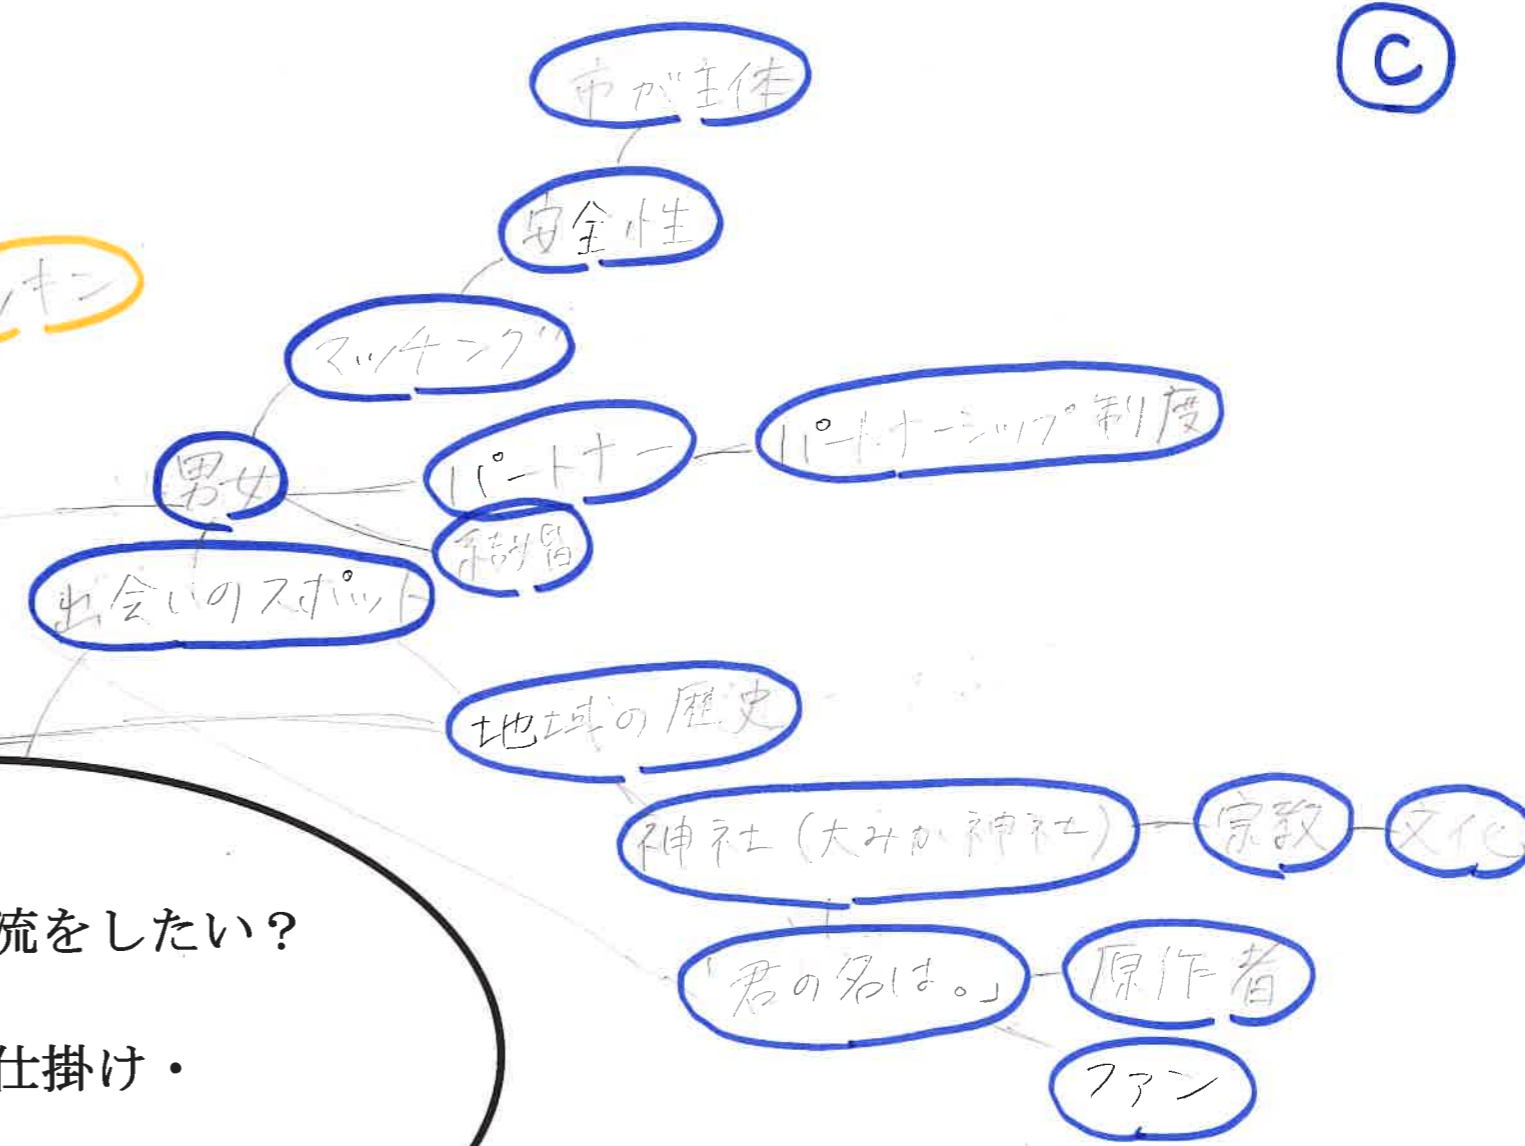 C
市が主体
安全性
マッチング
パートナーシップ制度
パートナー
男女
結婚
出会いのスポット
地域の歴史
神社(大みか神社)
宗教
文化
「君の名は。」
原作者
ファン
流をしたい?
仕掛け・